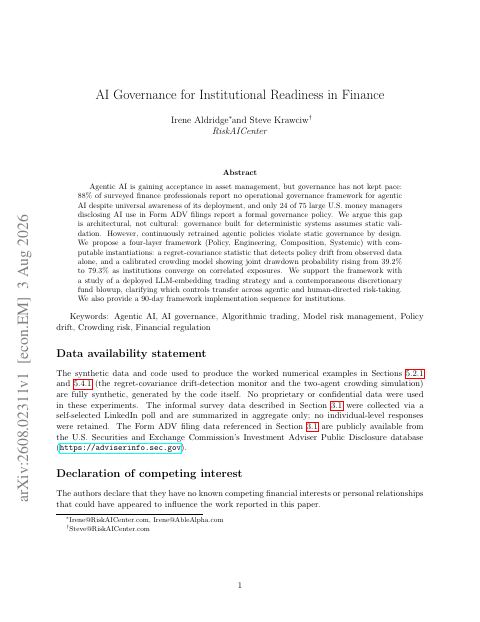 AI Governance for Institutional Readiness in Finance
Irene Aldridge*and Steve Krawciw†
RiskAICenter
Abstract
Agentic AI is gaining acceptance in asset management, but governance has not kept pace:
88% of surveyed finance professionals report no operational governance framework for agentic
AI despite universal awareness of its deployment, and only 24 of 75 large U.S. money managers
disclosing AI use in Form ADV filings report a formal governance policy. We argue this gap
is architectural, not cultural: governance built for deterministic systems assumes static vali-
dation. However, continuously retrained agentic policies violate static governance by design.
We propose a four-layer framework (Policy, Engineering, Composition, Systemic) with com-
putable instantiations: a regret-covariance statistic that detects policy drift from observed data
alone, and a calibrated crowding model showing joint drawdown probability rising from 39.2%
to 79.3% as institutions converge on correlated exposures. We support the framework with
a study of a deployed LLM-embedding trading strategy and a contemporaneous discretionary
fund blowup, clarifying which controls transfer across agentic and human-directed risk-taking.
We also provide a 90-day framework implementation sequence for institutions.
Keywords: Agentic AI, AI governance, Algorithmic trading, Model risk management, Policy
drift, Crowding risk, Financial regulation
Data availability statement
The synthetic data and code used to produce the worked numerical examples in Sections 5.2.1
and 5.4.1 (the regret-covariance drift-detection monitor and the two-agent crowding simulation)
are fully synthetic, generated by the code itself. No proprietary or confidential data were used
in these experiments. The informal survey data described in Section 3.1 were collected via a
self-selected LinkedIn poll and are summarized in aggregate only; no individual-level responses
were retained. The Form ADV filing data referenced in Section 3.1 are publicly available from
the U.S. Securities and Exchange Commission's Investment Adviser Public Disclosure database
(https://adviserinfo.sec.gov).
Declaration of competing interest
The authors declare that they have no known competing financial interests or personal relationships
that could have appeared to influence the work reported in this paper.
*Irene@RiskAICenter.com, Irene@AbleAlpha.com
†Steve@RiskAICenter.com
1
arXiv:2608.02311v1 [econ.EM] 3 Aug 2026